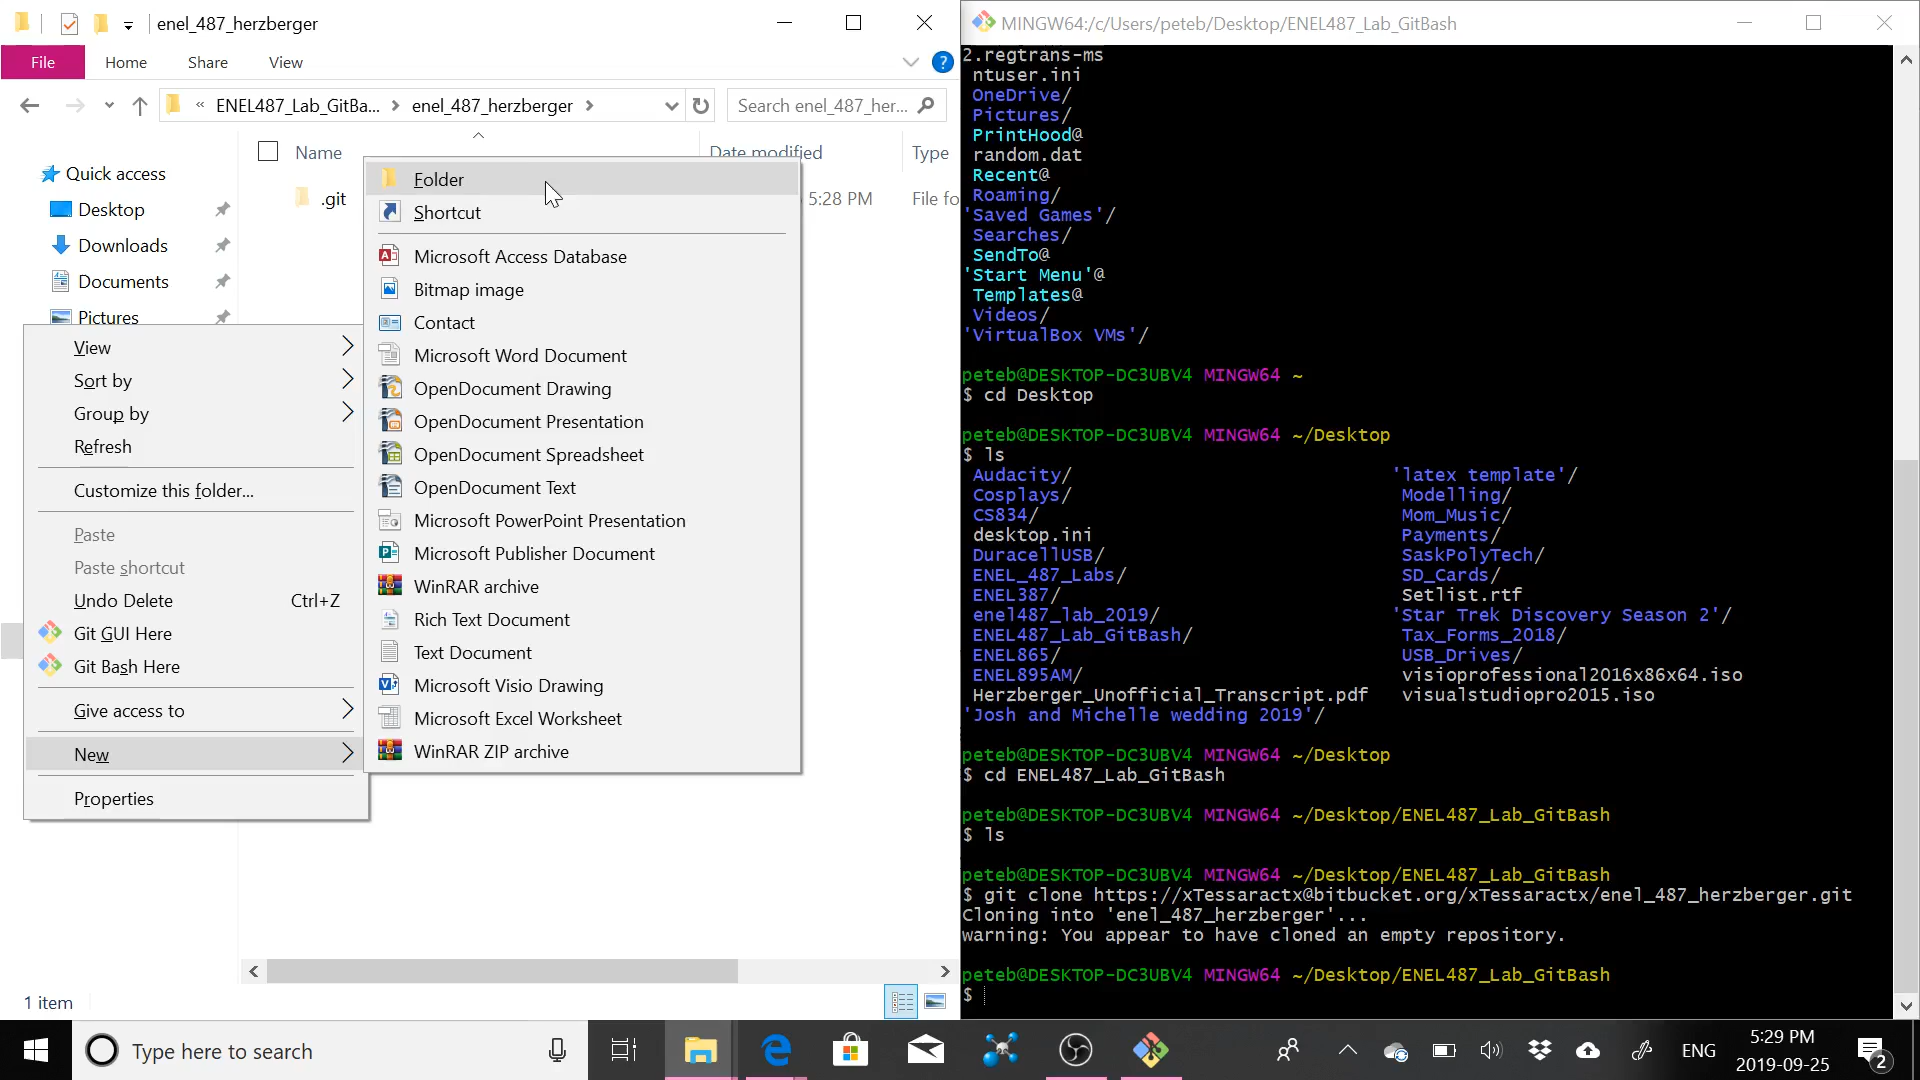 enel_487_herzberger
File
Home
Share
View
?
« ENEL487_Lab_GitBa... > enel_487_herzberger >
Search enel_487_her...
Name
Date modified
Type
.git
5:28 PM
File fo
Quick access
Desktop
Downloads
Documents
Pictures
View
Sort by
Group by
Refresh
Customize this folder...
Paste
Paste shortcut
Undo Delete Ctrl+Z
Git GUI Here
Git Bash Here
Give access to
New
Properties
Folder
Shortcut
Microsoft Access Database
Bitmap image
Contact
Microsoft Word Document
OpenDocument Drawing
OpenDocument Presentation
OpenDocument Spreadsheet
OpenDocument Text
Microsoft PowerPoint Presentation
Microsoft Publisher Document
WinRAR archive
Rich Text Document
Text Document
Microsoft Visio Drawing
Microsoft Excel Worksheet
WinRAR ZIP archive
1 item
MINGW64:/c/Users/peteb/Desktop/ENEL487_Lab_GitBash
2.regtrans-ms
ntuser.ini
OneDrive/
Pictures/
PrintHood@
random.dat
Recent@
Roaming/
'Saved Games'/
Searches/
SendTo@
'Start Menu'@
Templates@
Videos/
'VirtualBox VMs'/
peteb@DESKTOP-DC3UBV4 MINGW64 ~
$ cd Desktop
peteb@DESKTOP-DC3UBV4 MINGW64 ~/Desktop
$ ls
Audacity/ 'latex template'/
Cosplays/ Modelling/
CS834/ Mom_Music/
desktop.ini Payments/
DuracellUSB/ SaskPolyTech/
ENEL_487_Labs/ SD_Cards/
ENEL387/ Setlist.rtf
enel487_lab_2019/ 'Star Trek Discovery Season 2'/
ENEL487_Lab_GitBash/ Tax_Forms_2018/
ENEL865/ USB_Drives/
ENEL895AM/ visioprofessional2016x86x64.iso
Herzberger_Unofficial_Transcript.pdf visualstudiopro2015.iso
'Josh and Michelle wedding 2019'/
peteb@DESKTOP-DC3UBV4 MINGW64 ~/Desktop
$ cd ENEL487_Lab_GitBash
peteb@DESKTOP-DC3UBV4 MINGW64 ~/Desktop/ENEL487_Lab_GitBash
$ ls
peteb@DESKTOP-DC3UBV4 MINGW64 ~/Desktop/ENEL487_Lab_GitBash
$ git clone https://xTessaractx@bitbucket.org/xTessaractx/enel_487_herzberger.git
Cloning into 'enel_487_herzberger'...
warning: You appear to have cloned an empty repository.
peteb@DESKTOP-DC3UBV4 MINGW64 ~/Desktop/ENEL487_Lab_GitBash
$
Type here to search
ENG
5:29 PM
2019-09-25
2